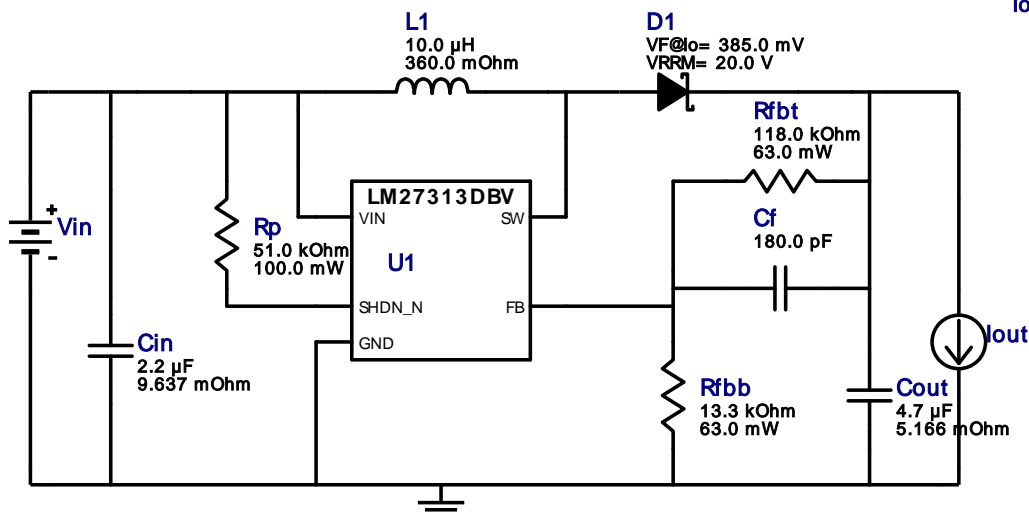 Io
L1
10.0 µH
360.0 mOhm
D1
VF@Io= 385.0 mV
VRRM= 20.0 V
Rfbt
118.0 kOhm
63.0 mW
LM27313DBV
VIN
SW
Cf
180.0 pF
+
Vin
-
Rp
51.0 kOhm
100.0 mW
U1
SHDN_N
FB
GND
Iout
Cin
2.2 µF
9.637 mOhm
Rfbb
13.3 kOhm
63.0 mW
Cout
4.7 µF
5.166 mOhm